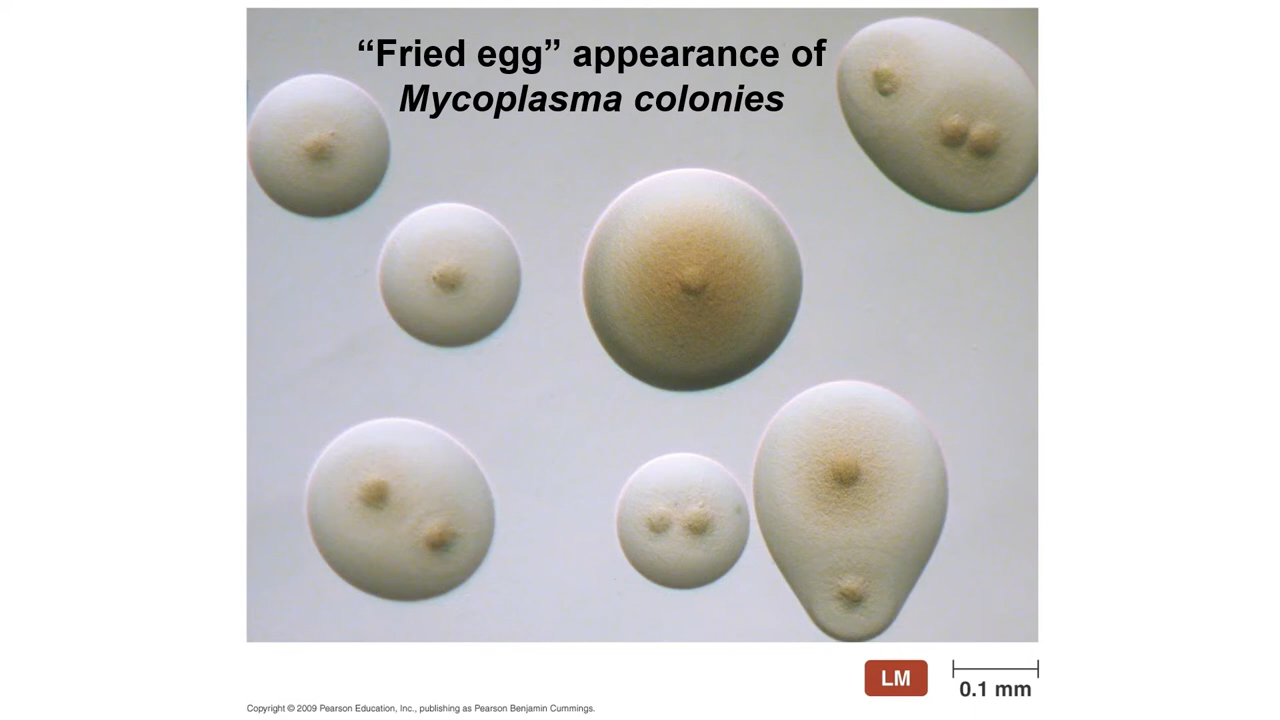 “Fried egg” appearance of
Mycoplasma colonies
LM
0.1 mm
Copyright © 2009 Pearson Education, Inc., publishing as Pearson Benjamin Cummings.